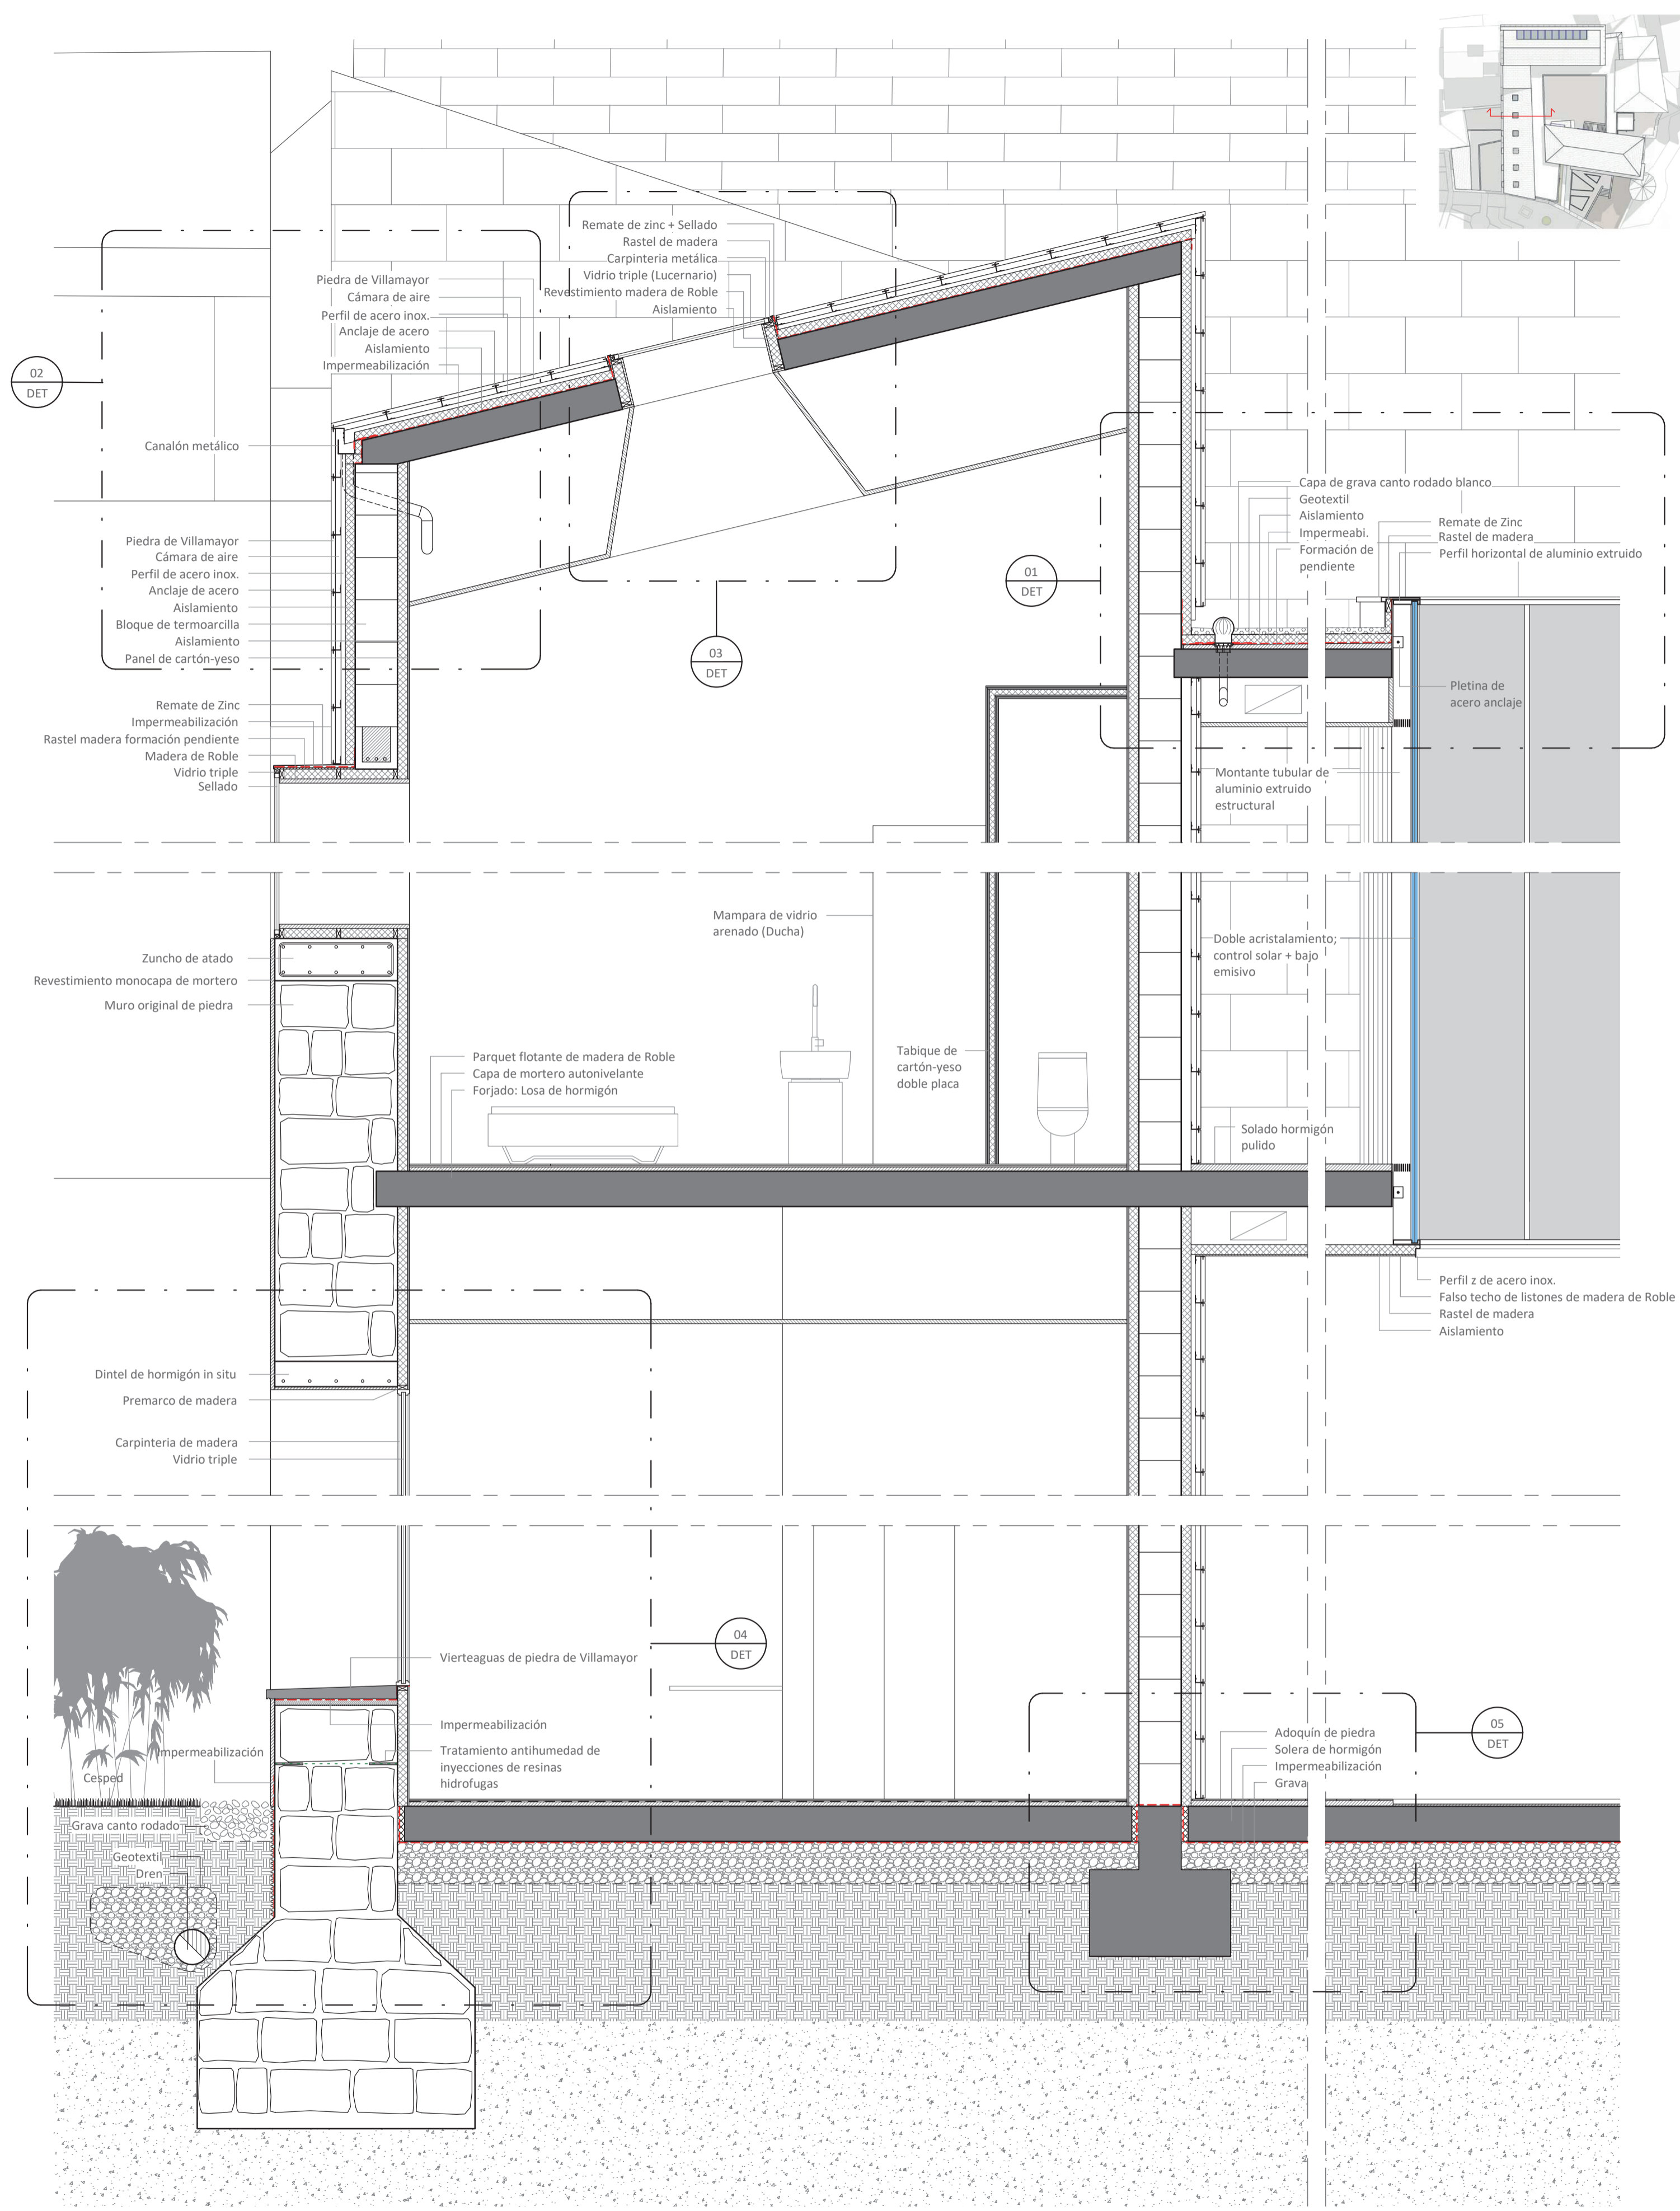 Remate de zinc + Sellado
Rastel de madera
Carpinteria metálica
Vidrio triple (Lucernario)
Revestimiento madera de Roble
Aislamiento
Piedra de Villamayor
Cámara de aire
Perfil de acero inox.
Anclaje de acero
Aislamiento
Impermeabilización
02
DET
Canalón metálico
Piedra de Villamayor
Cámara de aire
Perfil de acero inox.
Anclaje de acero
Aislamiento
Bloque de termoarcilla
Aislamiento
Panel de cartón-yeso
03
DET
01
DET
Capa de grava canto rodado blanco
Geotextil
Aislamiento
Impermeabi.
Formación de
pendiente
Remate de Zinc
Rastel de madera
Perfil horizontal de aluminio extruido
Pletina de
acero anclaje
Remate de Zinc
Impermeabilización
Rastel madera formación pendiente
Madera de Roble
Vidrio triple
Sellado
Montante tubular de
aluminio extruido
estructural
Mampara de vidrio
arenado (Ducha)
Doble acristalamiento;
control solar + bajo
emisivo
Zuncho de atado
Revestimiento monocapa de mortero
Muro original de piedra
Parquet flotante de madera de Roble
Capa de mortero autonivelante
Forjado: Losa de hormigón
Tabique de
cartón-yeso
doble placa
Solado hormigón
pulido
Perfil z de acero inox.
Falso techo de listones de madera de Roble
Rastel de madera
Aislamiento
Dintel de hormigón in situ
Premarco de madera
Carpinteria de madera
Vidrio triple
04
DET
Vierteaguas de piedra de Villamayor
Impermeabilización
Tratamiento antihumedad de
inyecciones de resinas
hidrofugas
Impermeabilización
Cesped
Grava canto rodado
Geotextil
Dren
05
DET
Adoquín de piedra
Solera de hormigón
Impermeabilización
Grava